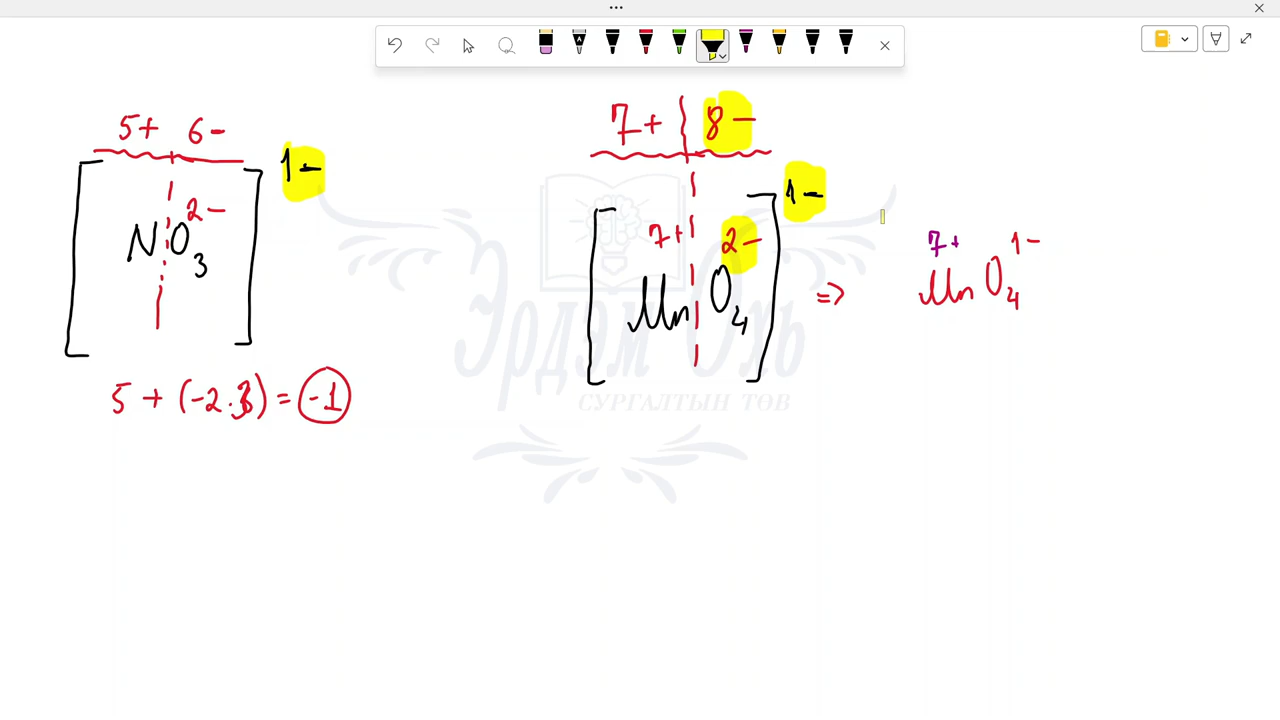 5+ 6-
[NO₃]
2-
1-
5 + (-2·3) = -1
7+ | 8-
7+ 2-
[MnO₄]
1-
=>
7+ 1-
MnO₄
Эрдэм Оль
СУРГАЛТЫН ТӨВ